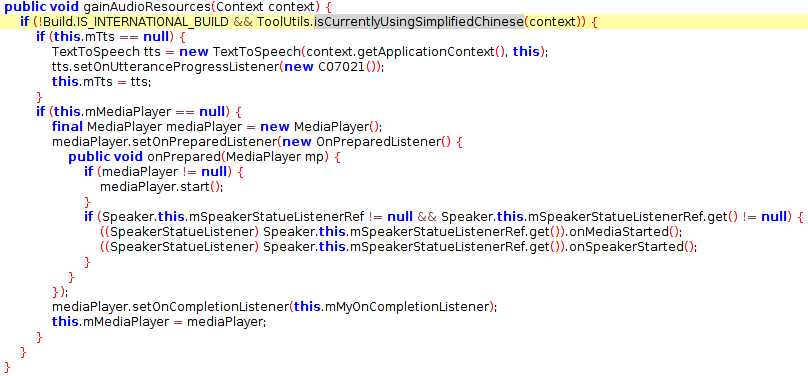 public void gainAudioResources(Context context) {
if (!Build.IS_INTERNATIONAL_BUILD && ToolUtils.isCurrentlyUsingSimplifiedChinese(context)) {
if (this.mTts == null) {
TextToSpeech tts = new TextToSpeech(context.getApplicationContext(), this);
tts.setOnUtteranceProgressListener(new C07021());
this.mTts = tts;
}
if (this.mMediaPlayer == null) {
final MediaPlayer mediaPlayer = new MediaPlayer();
mediaPlayer.setOnPreparedListener(new OnPreparedListener() {
public void onPrepared(MediaPlayer mp) {
if (mediaPlayer != null) {
mediaPlayer.start();
}
if (Speaker.this.mSpeakerStatueListenerRef != null && Speaker.this.mSpeakerStatueListenerRef.get() != null) {
((SpeakerStatueListener) Speaker.this.mSpeakerStatueListenerRef.get()).onMediaStarted();
((SpeakerStatueListener) Speaker.this.mSpeakerStatueListenerRef.get()).onSpeakerStarted();
}
}
});
mediaPlayer.setOnCompletionListener(this.mMyOnCompletionListener);
this.mMediaPlayer = mediaPlayer;
}
}
}